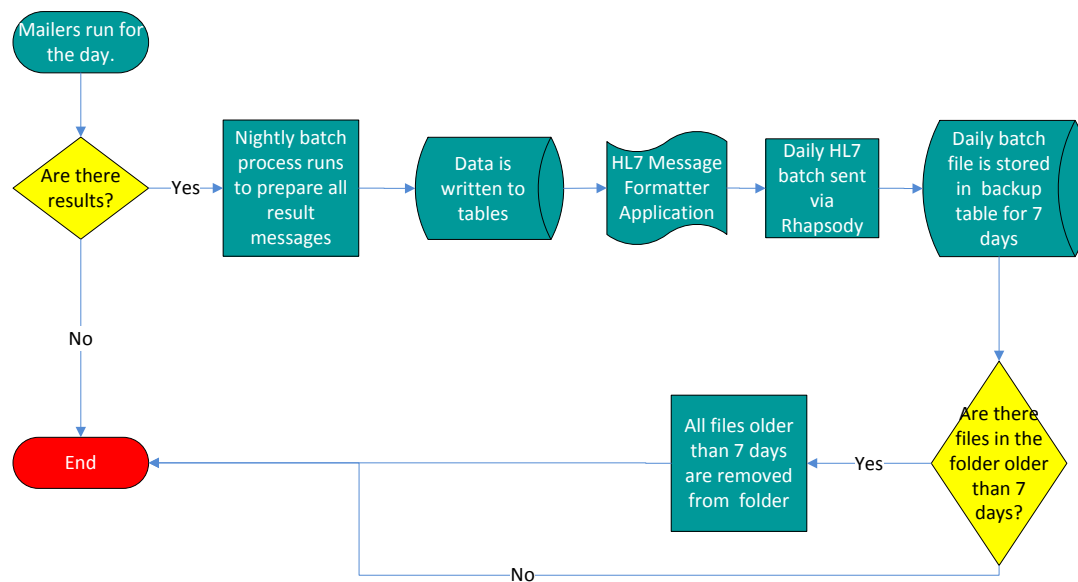 Mailers run for
the day.
Are there
results?
Yes
Nightly batch
process runs
to prepare all
result
messages
Data is
written to
tables
HL7 Message
Formatter
Application
Daily HL7
batch sent
via
Rhapsody
Daily batch
file is stored
in backup
table for 7
days
No
Are there
files in the
folder older
than 7
days?
Yes
All files older
than 7 days
are removed
from folder
End
No